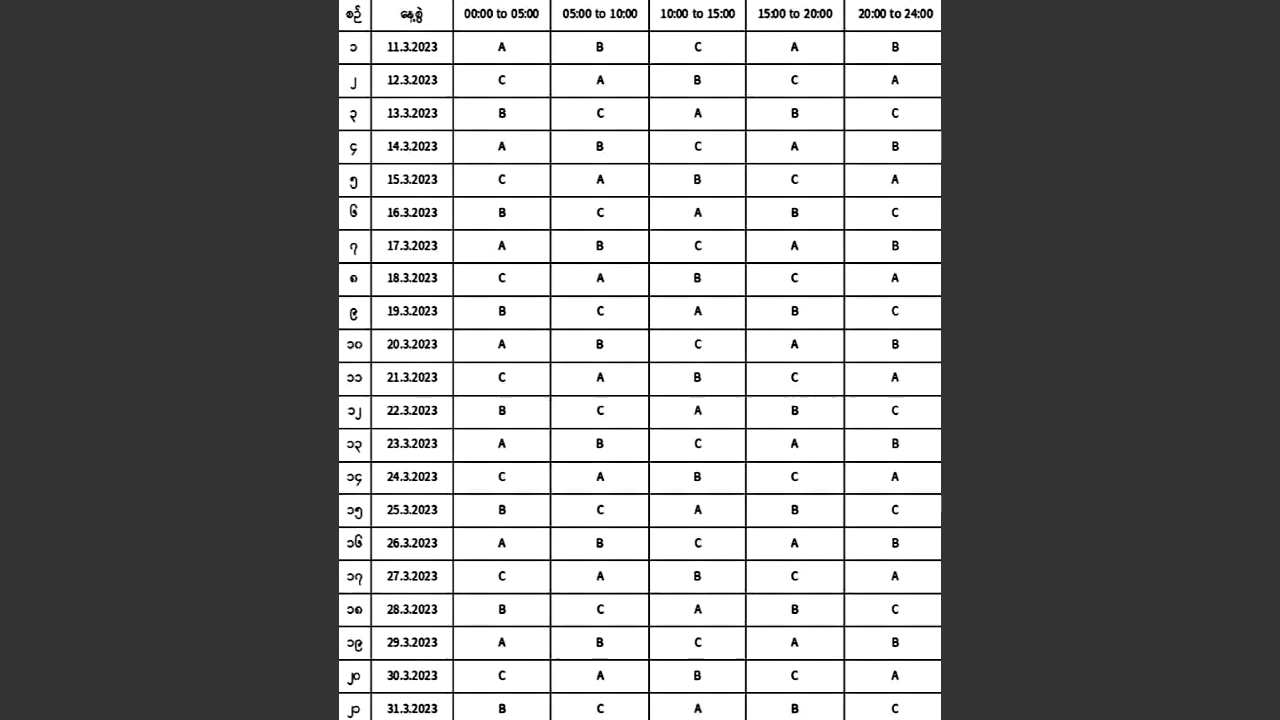 စဉ် နေ့စွဲ 00:00 to 05:00 05:00 to 10:00 10:00 to 15:00 15:00 to 20:00 20:00 to 24:00
၁ 11.3.2023 A B C A B
၂ 12.3.2023 C A B C A
၃ 13.3.2023 B C A B C
၄ 14.3.2023 A B C A B
၅ 15.3.2023 C A B C A
၆ 16.3.2023 B C A B C
၇ 17.3.2023 A B C A B
၈ 18.3.2023 C A B C A
၉ 19.3.2023 B C A B C
၁၀ 20.3.2023 A B C A B
၁၁ 21.3.2023 C A B C A
၁၂ 22.3.2023 B C A B C
၁၃ 23.3.2023 A B C A B
၁၄ 24.3.2023 C A B C A
၁၅ 25.3.2023 B C A B C
၁၆ 26.3.2023 A B C A B
၁၇ 27.3.2023 C A B C A
၁၈ 28.3.2023 B C A B C
၁၉ 29.3.2023 A B C A B
၂၀ 30.3.2023 C A B C A
၂၁ 31.3.2023 B C A B C